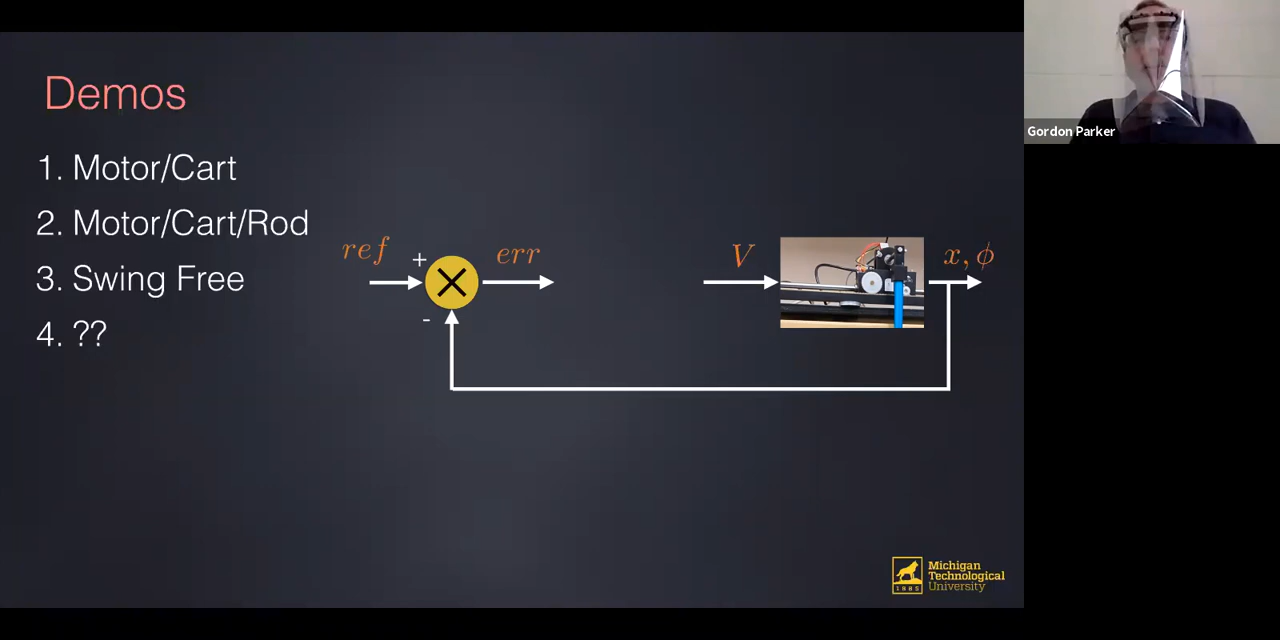 Demos
1. Motor/Cart
2. Motor/Cart/Rod
3. Swing Free
4. ??
ref
+
-
err
V
x, ϕ
Michigan
Technological
University
1885
Gordon Parker